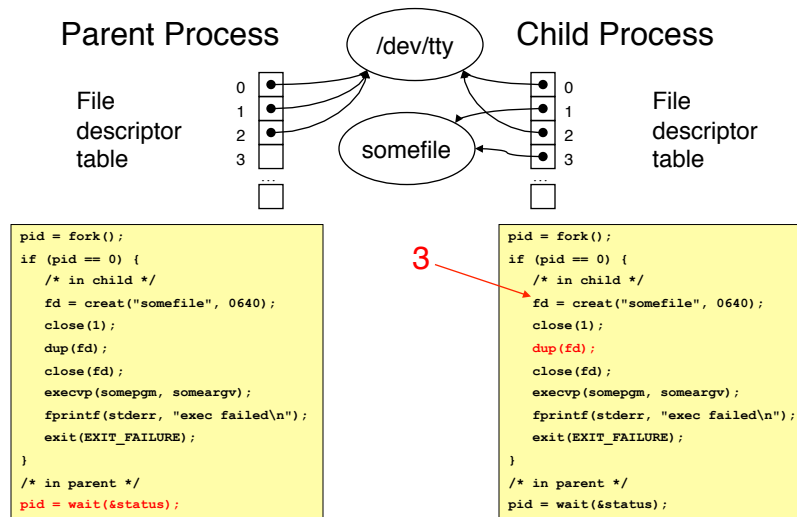 Parent Process
/dev/tty
Child Process
File
descriptor
table
0
1
2
3
...
somefile
0
1
2
3
...
File
descriptor
table
pid = fork();
if (pid == 0) {
/* in child */
fd = creat("somefile", 0640);
close(1);
dup(fd);
close(fd);
execvp(somepgm, someargv);
fprintf(stderr, "exec failed\n");
exit(EXIT_FAILURE);
}
/* in parent */
pid = wait(&status);
3
pid = fork();
if (pid == 0) {
/* in child */
fd = creat("somefile", 0640);
close(1);
dup(fd);
close(fd);
execvp(somepgm, someargv);
fprintf(stderr, "exec failed\n");
exit(EXIT_FAILURE);
}
/* in parent */
pid = wait(&status);